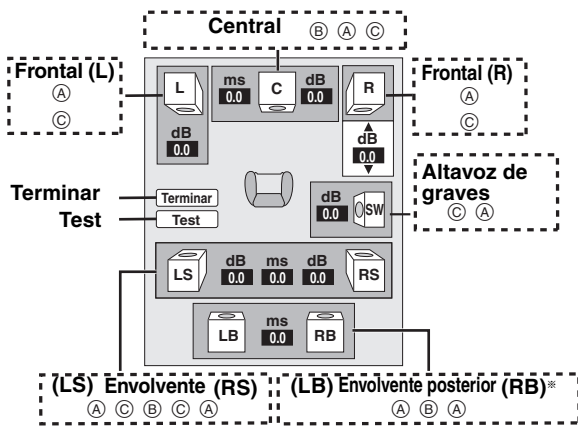 Central Ⓑ Ⓐ Ⓒ
Frontal (L)
Ⓐ
Ⓒ
Frontal (R)
Ⓐ
Ⓒ
L
ms
0.0
C
dB
0.0
R
dB
0.0
dB
0.0
Altavoz de
graves
Ⓒ Ⓐ
Terminar
Test
Terminar
Test
dB
0.0
SW
LS
dB
0.0
ms
0.0
dB
0.0
RS
LB
ms
0.0
RB
(LS) Envolvente (RS)
Ⓐ Ⓒ Ⓑ Ⓒ Ⓐ
(LB) Envolvente posterior (RB)※
Ⓐ Ⓑ Ⓐ